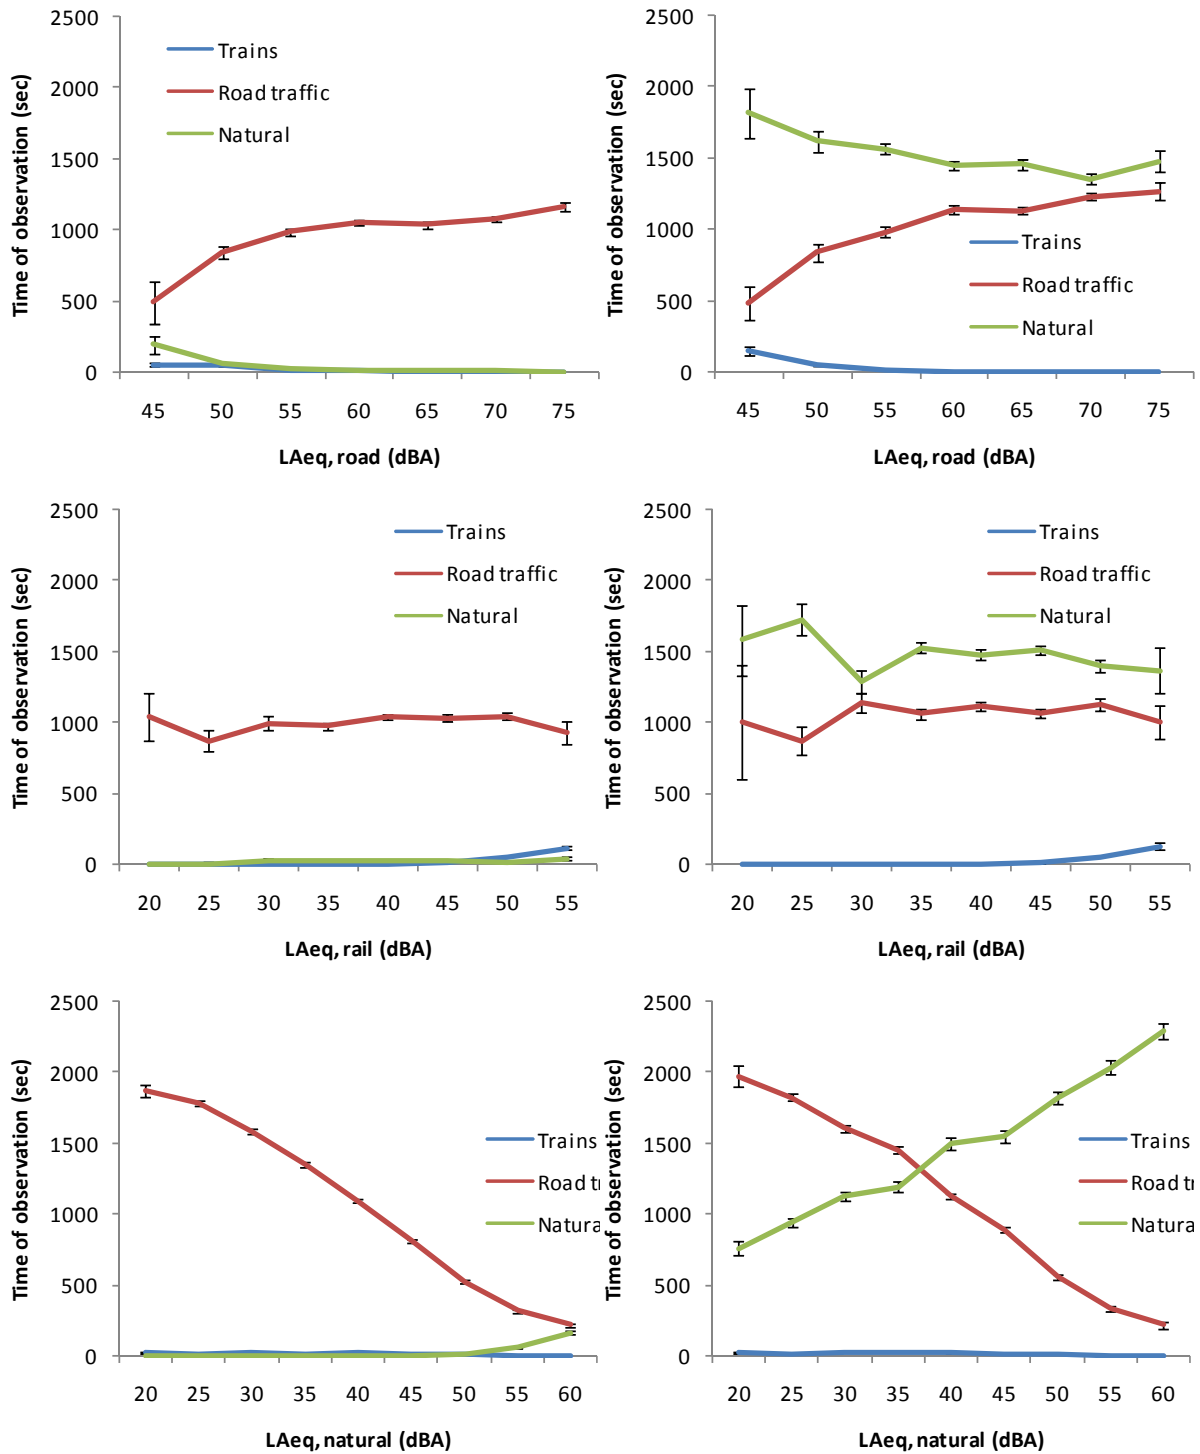 2500
2000
1500
1000
500
0
Time of observation (sec)
Trains
Road traffic
Natural
45 50 55 60 65 70 75
LAeq, road (dBA)
2500
2000
1500
1000
500
0
Time of observation (sec)
Trains
Road traffic
Natural
45 50 55 60 65 70 75
LAeq, road (dBA)
2500
2000
1500
1000
500
0
Time of observation (sec)
Trains
Road traffic
Natural
20 25 30 35 40 45 50 55
LAeq, rail (dBA)
2500
2000
1500
1000
500
0
Time of observation (sec)
Trains
Road traffic
Natural
20 25 30 35 40 45 50 55
LAeq, rail (dBA)
2500
2000
1500
1000
500
0
Time of observation (sec)
Trains
Road tr
Natura
20 25 30 35 40 45 50 55 60
LAeq, natural (dBA)
2500
2000
1500
1000
500
0
Time of observation (sec)
Trains
Road tr
Natura
20 25 30 35 40 45 50 55 60
LAeq, natural (dBA)